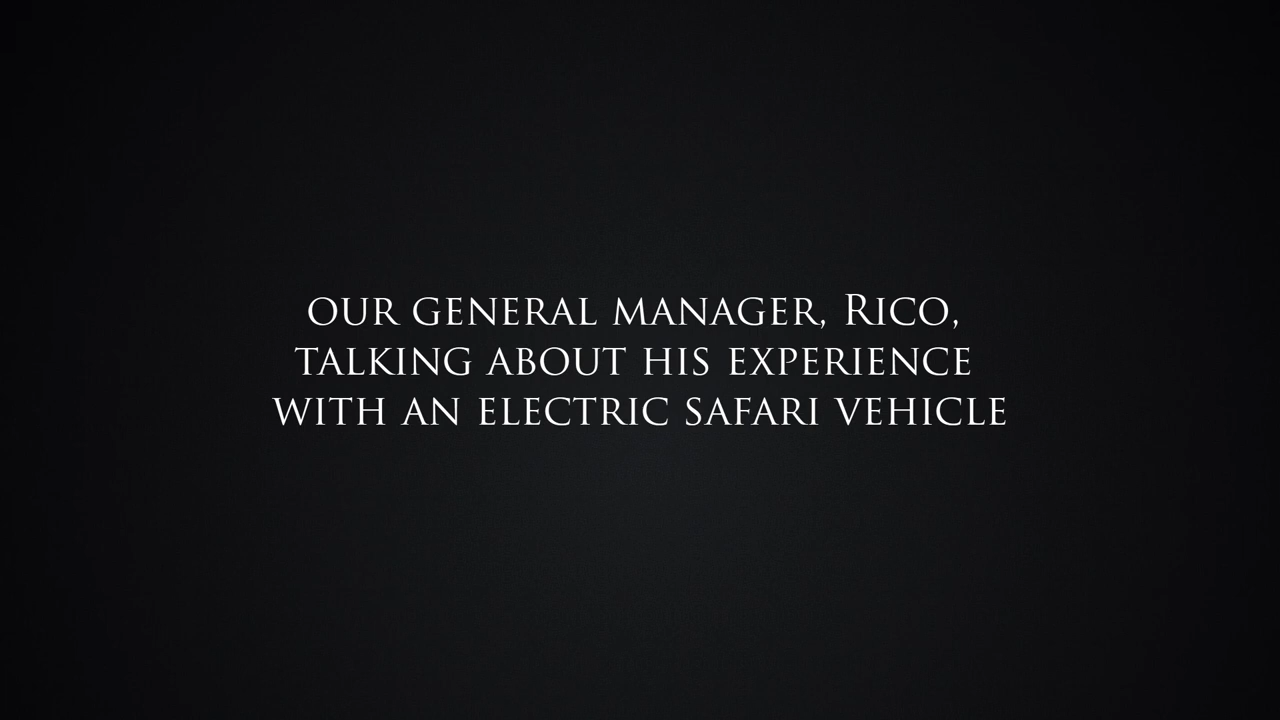 OUR GENERAL MANAGER, RICO,
TALKING ABOUT HIS EXPERIENCE
WITH AN ELECTRIC SAFARI VEHICLE